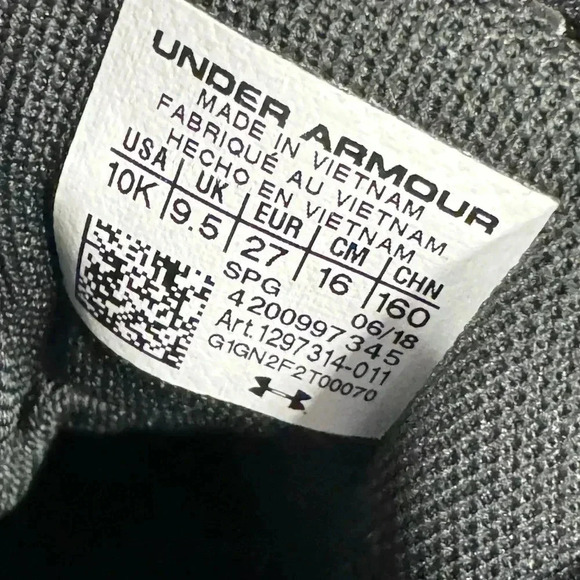 UNDER ARMOUR
MADE IN VIETNAM
FABRIQUÉ AU VIETNAM
HECHO EN VIETNAM
USA UK EUR CM CHN
10K 9.5 27 16 160
SPG 06/18
4200997345
Art.1297314-011
G1GN2F2T00070